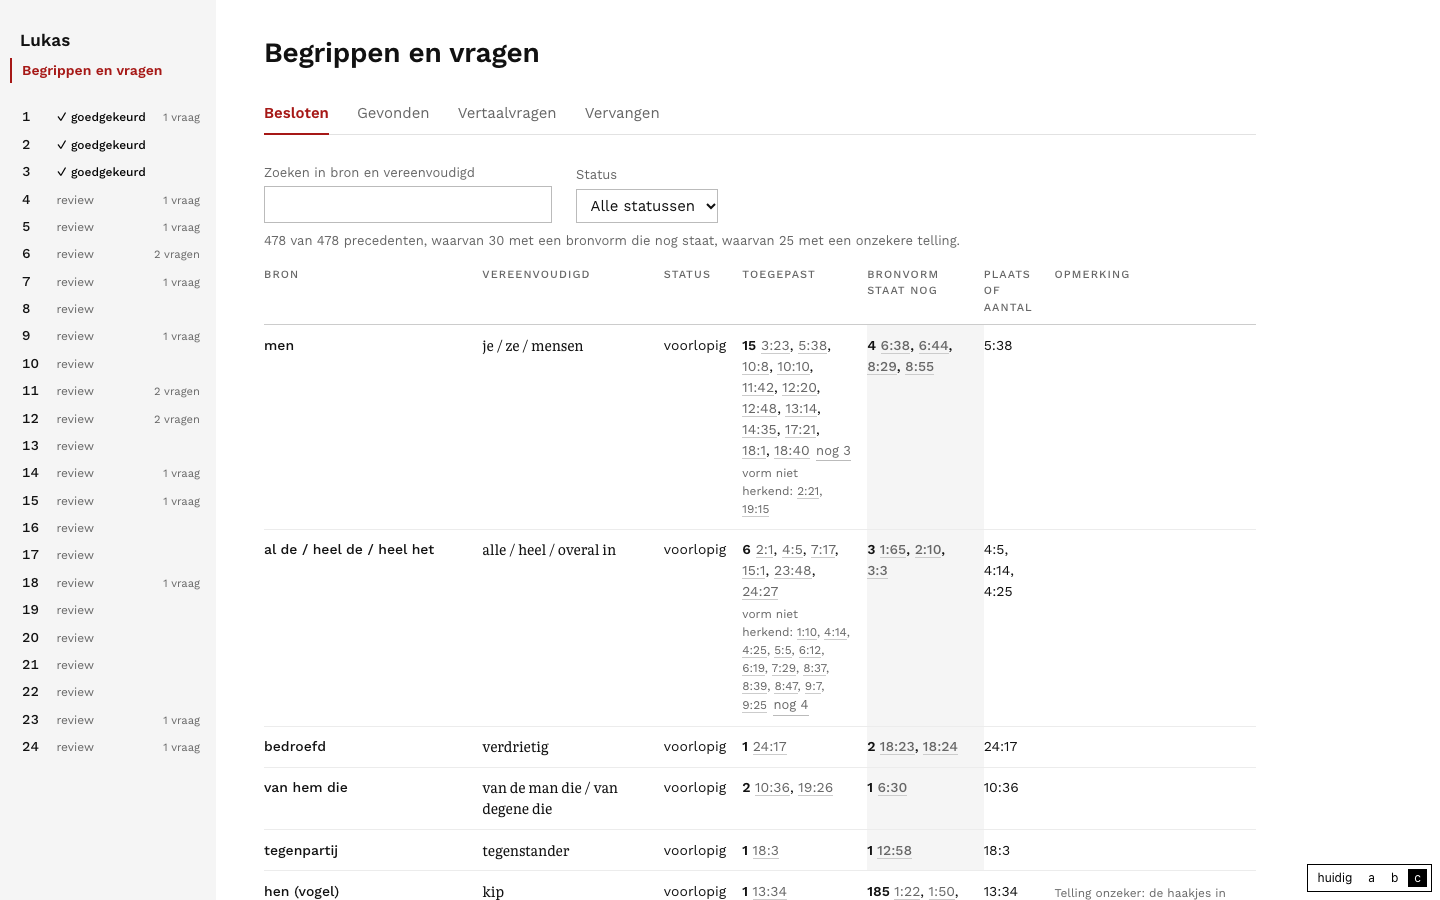 Lukas
Begrippen en vragen
1 ✓ goedgekeurd 1 vraag
2 ✓ goedgekeurd
3 ✓ goedgekeurd
4 review 1 vraag
5 review 1 vraag
6 review 2 vragen
7 review 1 vraag
8 review
9 review 1 vraag
10 review
11 review 2 vragen
12 review 2 vragen
13 review
14 review 1 vraag
15 review 1 vraag
16 review
17 review
18 review 1 vraag
19 review
20 review
21 review
22 review
23 review 1 vraag
24 review 1 vraag
Begrippen en vragen
Besloten Gevonden Vertaalvragen Vervangen
Zoeken in bron en vereenvoudigd
Status
Alle statussen
478 van 478 precedenten, waarvan 30 met een bronvorm die nog staat, waarvan 25 met een onzekere telling.
BRON VEREENVOUDIGD STATUS TOEGEPAST BRONVORM PLAATS OPMERKING
STAAT NOG OF
AANTAL
men je / ze / mensen voorlopig 15 3:23, 5:38, 4 6:38, 6:44, 5:38
10:8, 10:10, 8:29, 8:55
11:42, 12:20,
12:48, 13:14,
14:35, 17:21,
18:1, 18:40 nog 3
vorm niet
herkend: 2:21,
19:15
al de / heel de / heel het alle / heel / overal in voorlopig 6 2:1, 4:5, 7:17, 3 1:65, 2:10, 4:5,
15:1, 23:48, 3:3 4:14,
24:27 4:25
vorm niet
herkend: 1:10, 4:14,
4:25, 5:5, 6:12,
6:19, 7:29, 8:37,
8:39, 8:47, 9:7,
9:25 nog 4
bedroefd verdrietig voorlopig 1 24:17 2 18:23, 18:24 24:17
van hem die van de man die / van voorlopig 2 10:36, 19:26 1 6:30 10:36
degene die
tegenpartij tegenstander voorlopig 1 18:3 1 12:58 18:3
hen (vogel) kip voorlopig 1 13:34 185 1:22, 1:50, 13:34 Telling onzeker: de haakjes in
huidig a b c